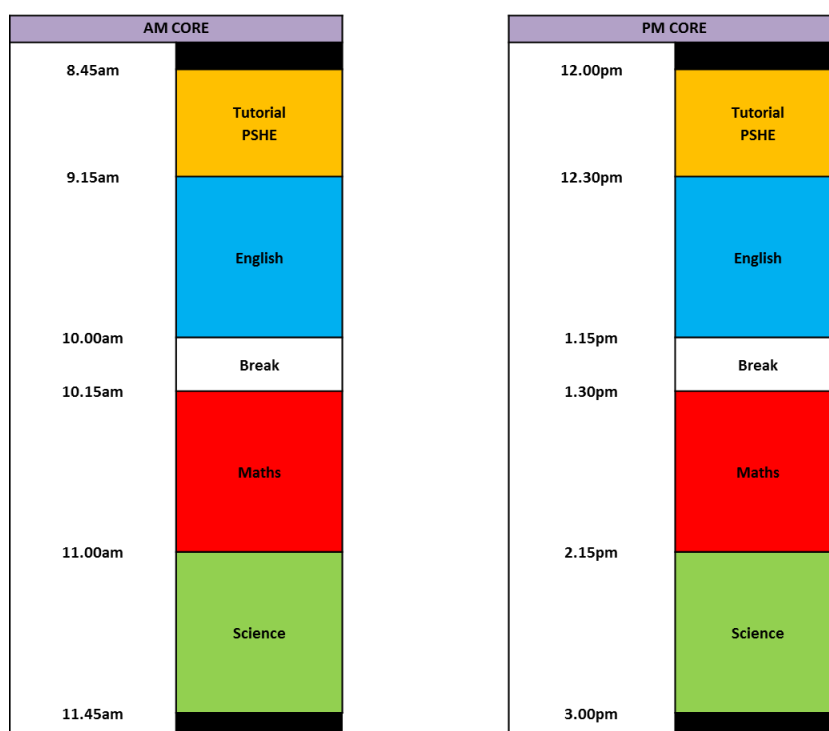 AM CORE
8.45am
Tutorial
PSHE
9.15am
English
10.00am
Break
10.15am
Maths
11.00am
Science
11.45am
PM CORE
12.00pm
Tutorial
PSHE
12.30pm
English
1.15pm
Break
1.30pm
Maths
2.15pm
Science
3.00pm